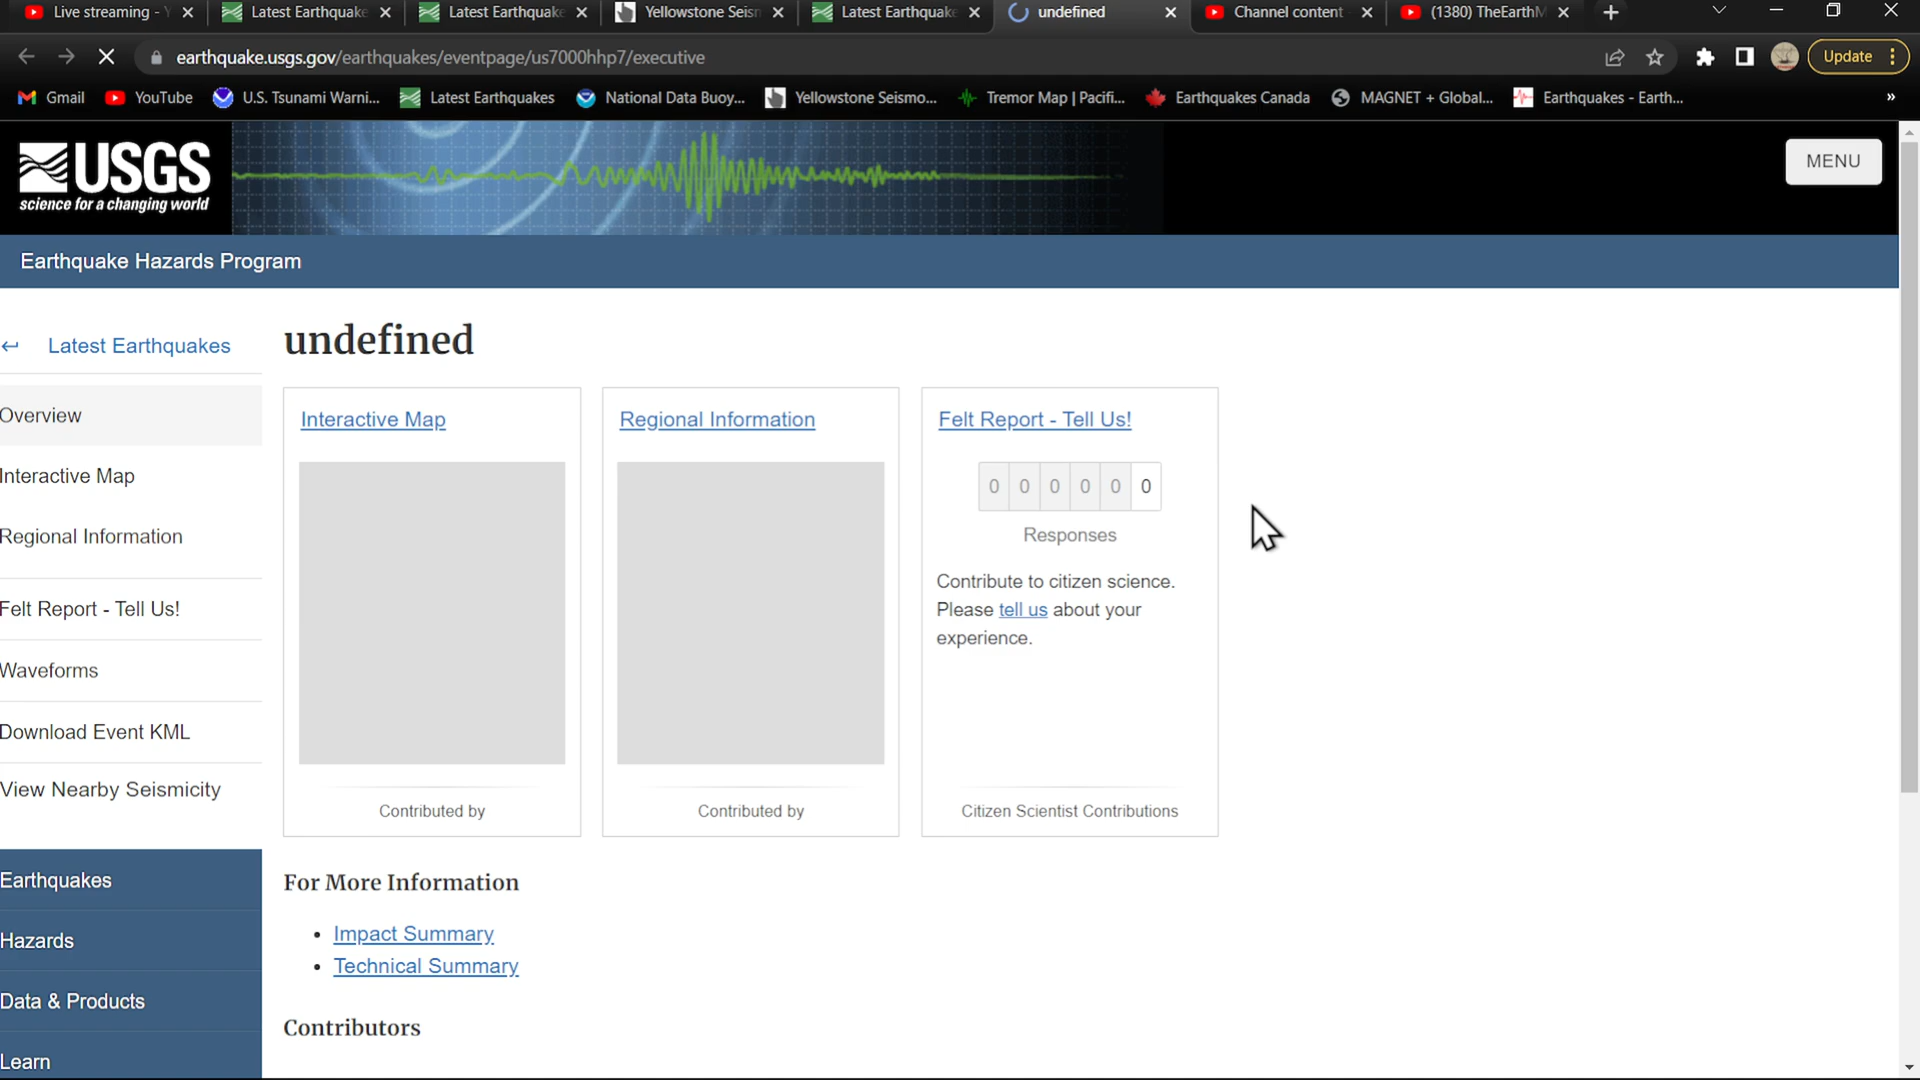 Live streaming - Y
Latest Earthquake
Latest Earthquake
Yellowstone Seism
Latest Earthquake
undefined
Channel content
(1380) TheEarthM
earthquake.usgs.gov/earthquakes/eventpage/us7000hhp7/executive
Update
Gmail
YouTube
U.S. Tsunami Warni...
Latest Earthquakes
National Data Buoy...
Yellowstone Seismo...
Tremor Map | Pacifi...
Earthquakes Canada
MAGNET + Global...
Earthquakes - Earth...
»
USGS
science for a changing world
MENU
Earthquake Hazards Program
Latest Earthquakes
Overview
Interactive Map
Regional Information
Felt Report - Tell Us!
Waveforms
Download Event KML
View Nearby Seismicity
Earthquakes
Hazards
Data & Products
Learn
undefined
Interactive Map
Contributed by
Regional Information
Contributed by
Felt Report - Tell Us!
0 0 0 0 0 0
Responses
Contribute to citizen science.
Please tell us about your
experience.
Citizen Scientist Contributions
For More Information
• Impact Summary
• Technical Summary
Contributors